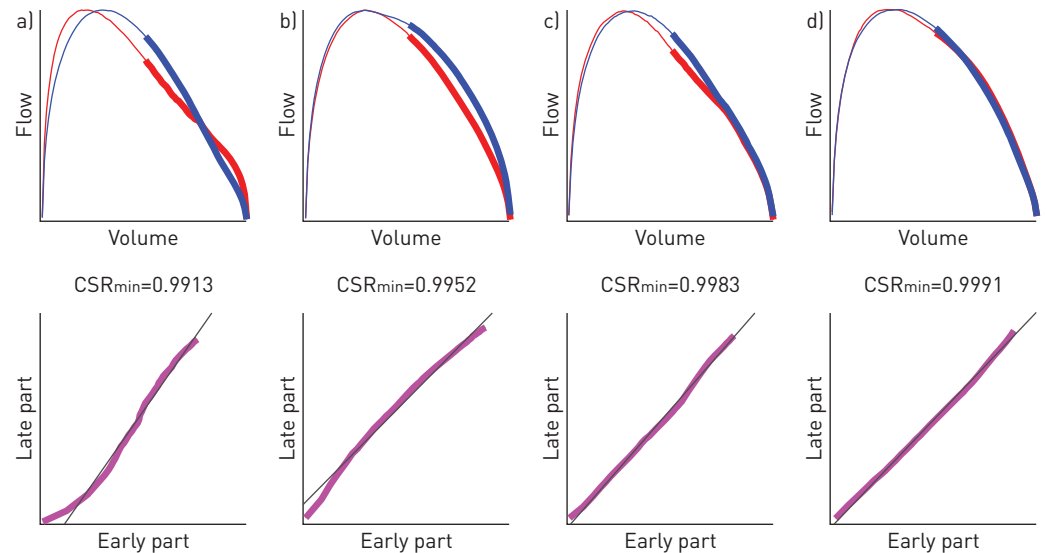 a)
Flow
Volume
b)
Flow
Volume
c)
Flow
Volume
d)
Flow
Volume
CSRmin=0.9913
CSRmin=0.9952
CSRmin=0.9983
CSRmin=0.9991
Late part
Early part
Late part
Early part
Late part
Early part
Late part
Early part